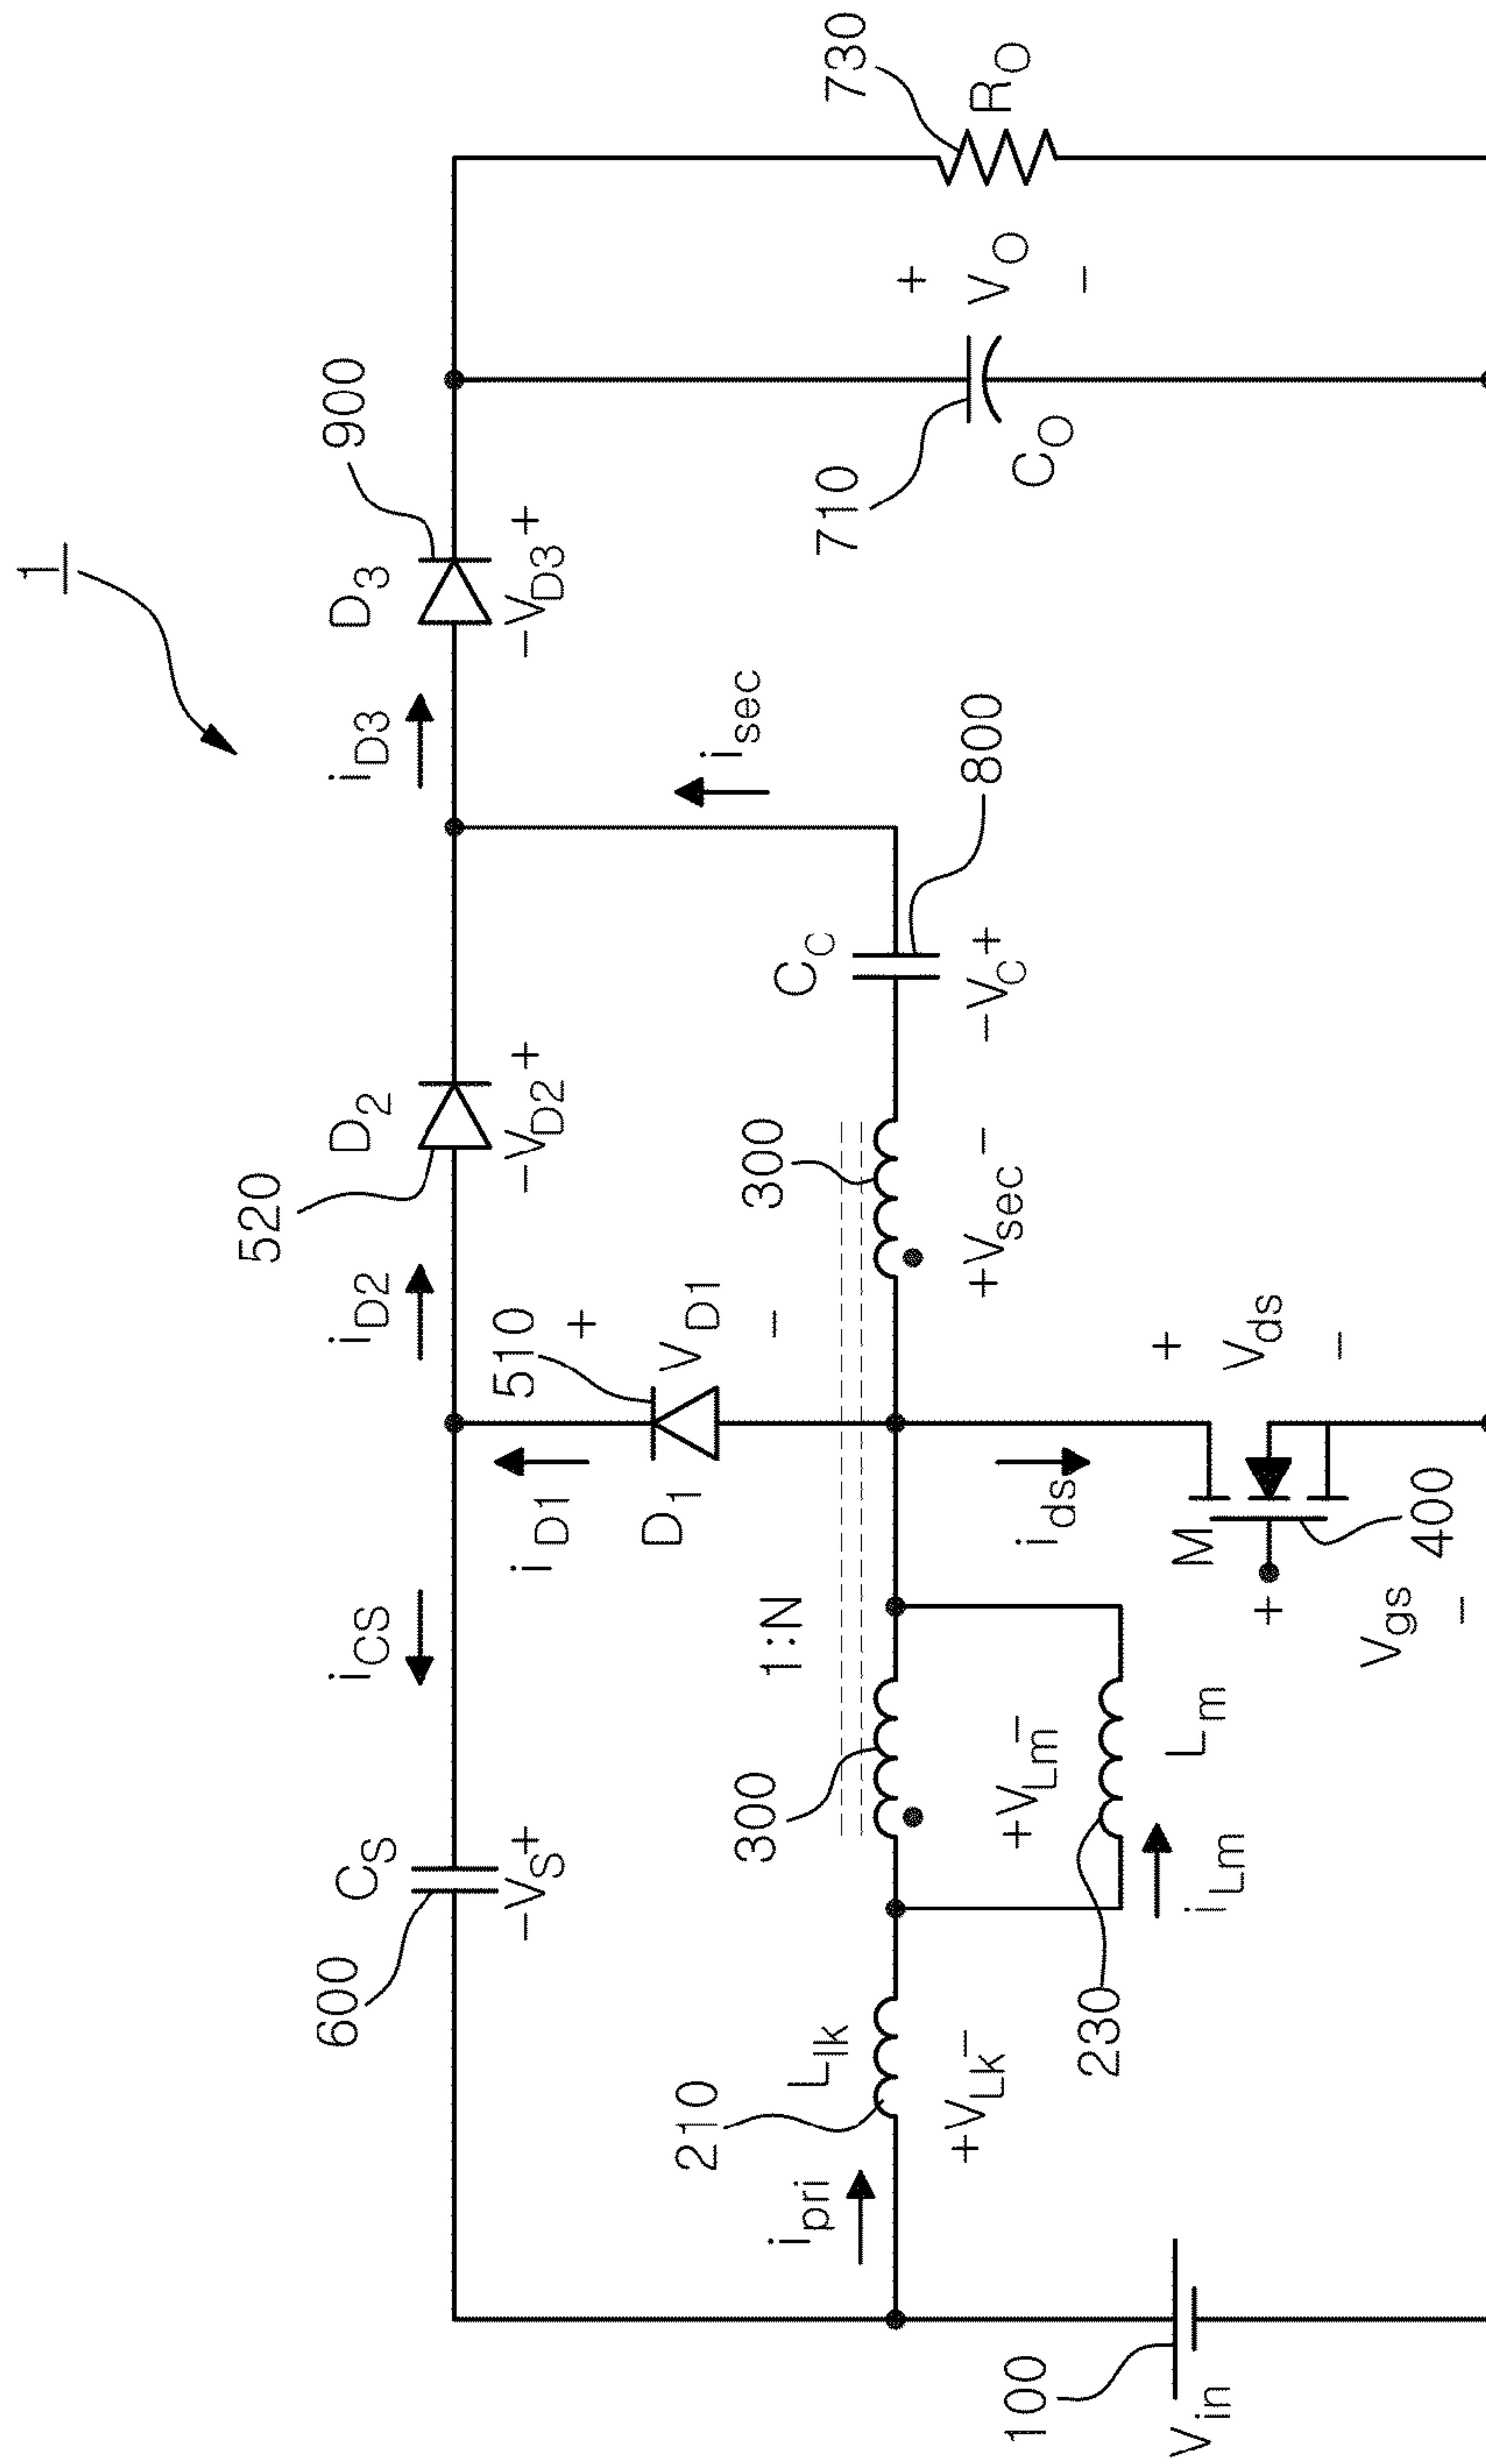 1
600
C_S
-V_S+
i_CS
i_D2
520
D_2
-V_D2+
i_D3
D_3
900
-V_D3+
i_D1
D_1
510
+
V_D1
-
210
L_lk
+V_Lk-
i_pri
300
1:N
+V_Lm-
230
L_m
i_Lm
300
+V_sec-
C_C
-V_C+
800
i_sec
i_ds
M
+
V_gs
-
400
+
V_ds
-
100
V_in
710
C_O
+
V_O
-
730
R_O